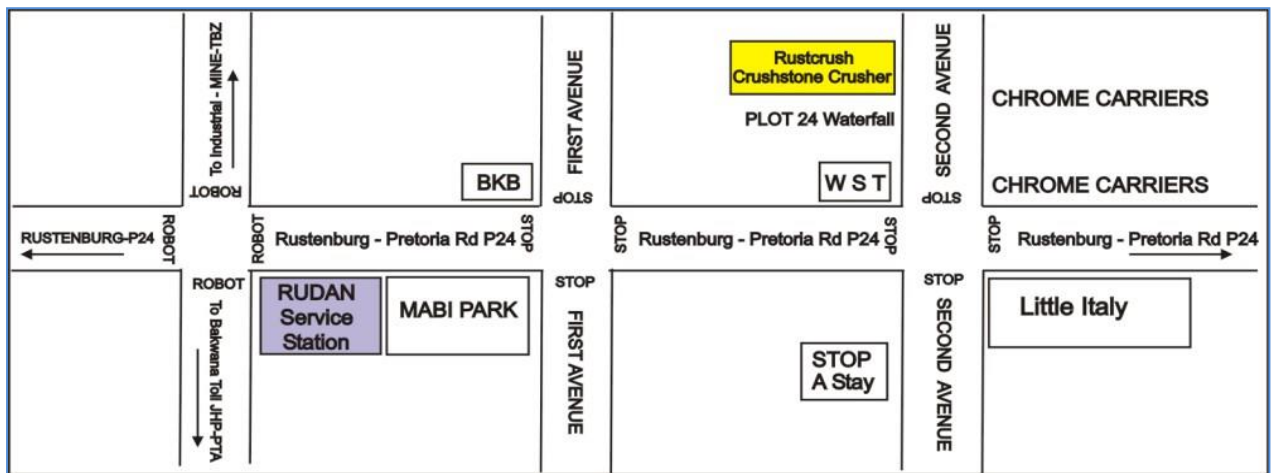 To Industrial - MINE-TBZ
ROBOT
FIRST AVENUE
STOP
BKB
Rustcrush
Crushstone Crusher
PLOT 24 Waterfall
W S T
SECOND AVENUE
STOP
CHROME CARRIERS
CHROME CARRIERS
RUSTENBURG-P24
ROBOT
ROBOT
Rustenburg - Pretoria Rd P24
STOP
STOP
Rustenburg - Pretoria Rd P24
STOP
STOP
Rustenburg - Pretoria Rd P24
ROBOT
To Bakwana Toll JHP-PTA
RUDAN
Service
Station
MABI PARK
STOP
FIRST AVENUE
STOP
A Stay
STOP
SECOND AVENUE
Little Italy